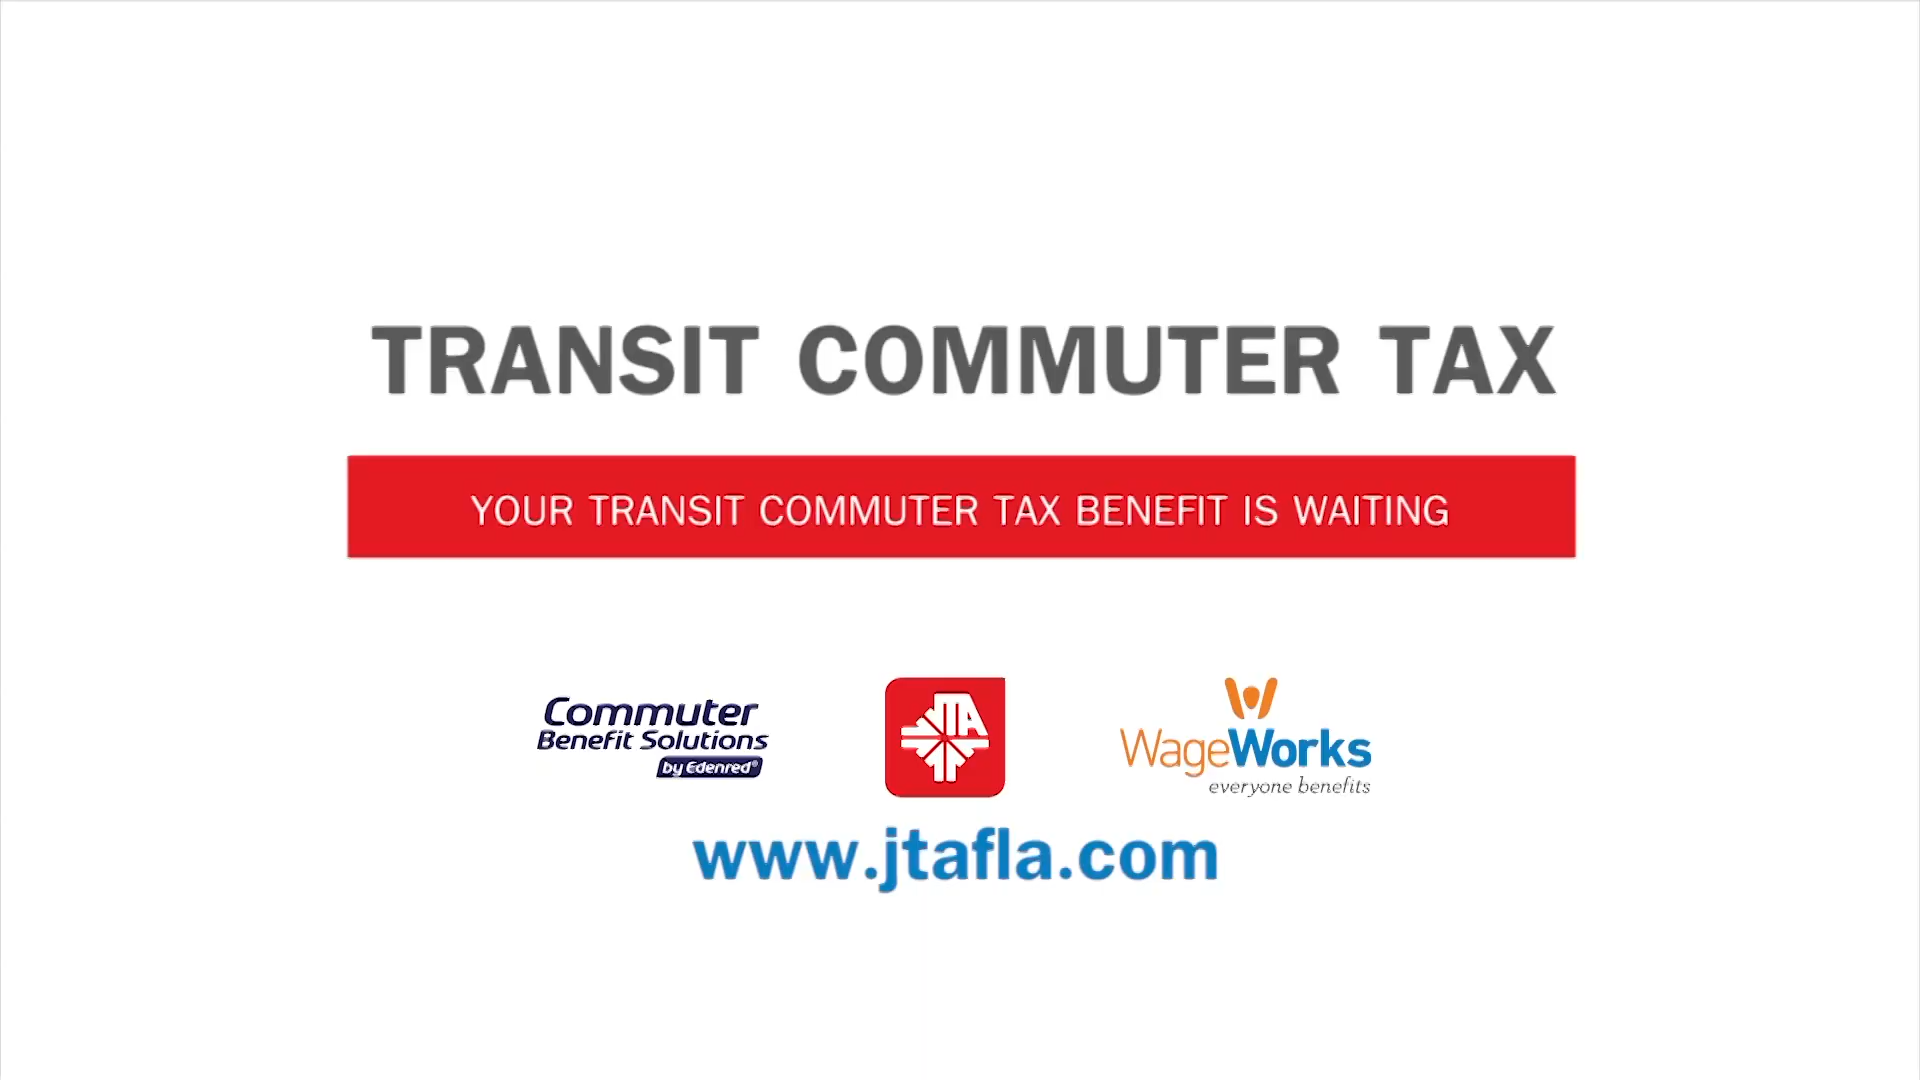 TRANSIT COMMUTER TAX
YOUR TRANSIT COMMUTER TAX BENEFIT IS WAITING
Commuter
Benefit Solutions
by Edenred®
JTA
WageWorks
everyone benefits
www.jtafla.com